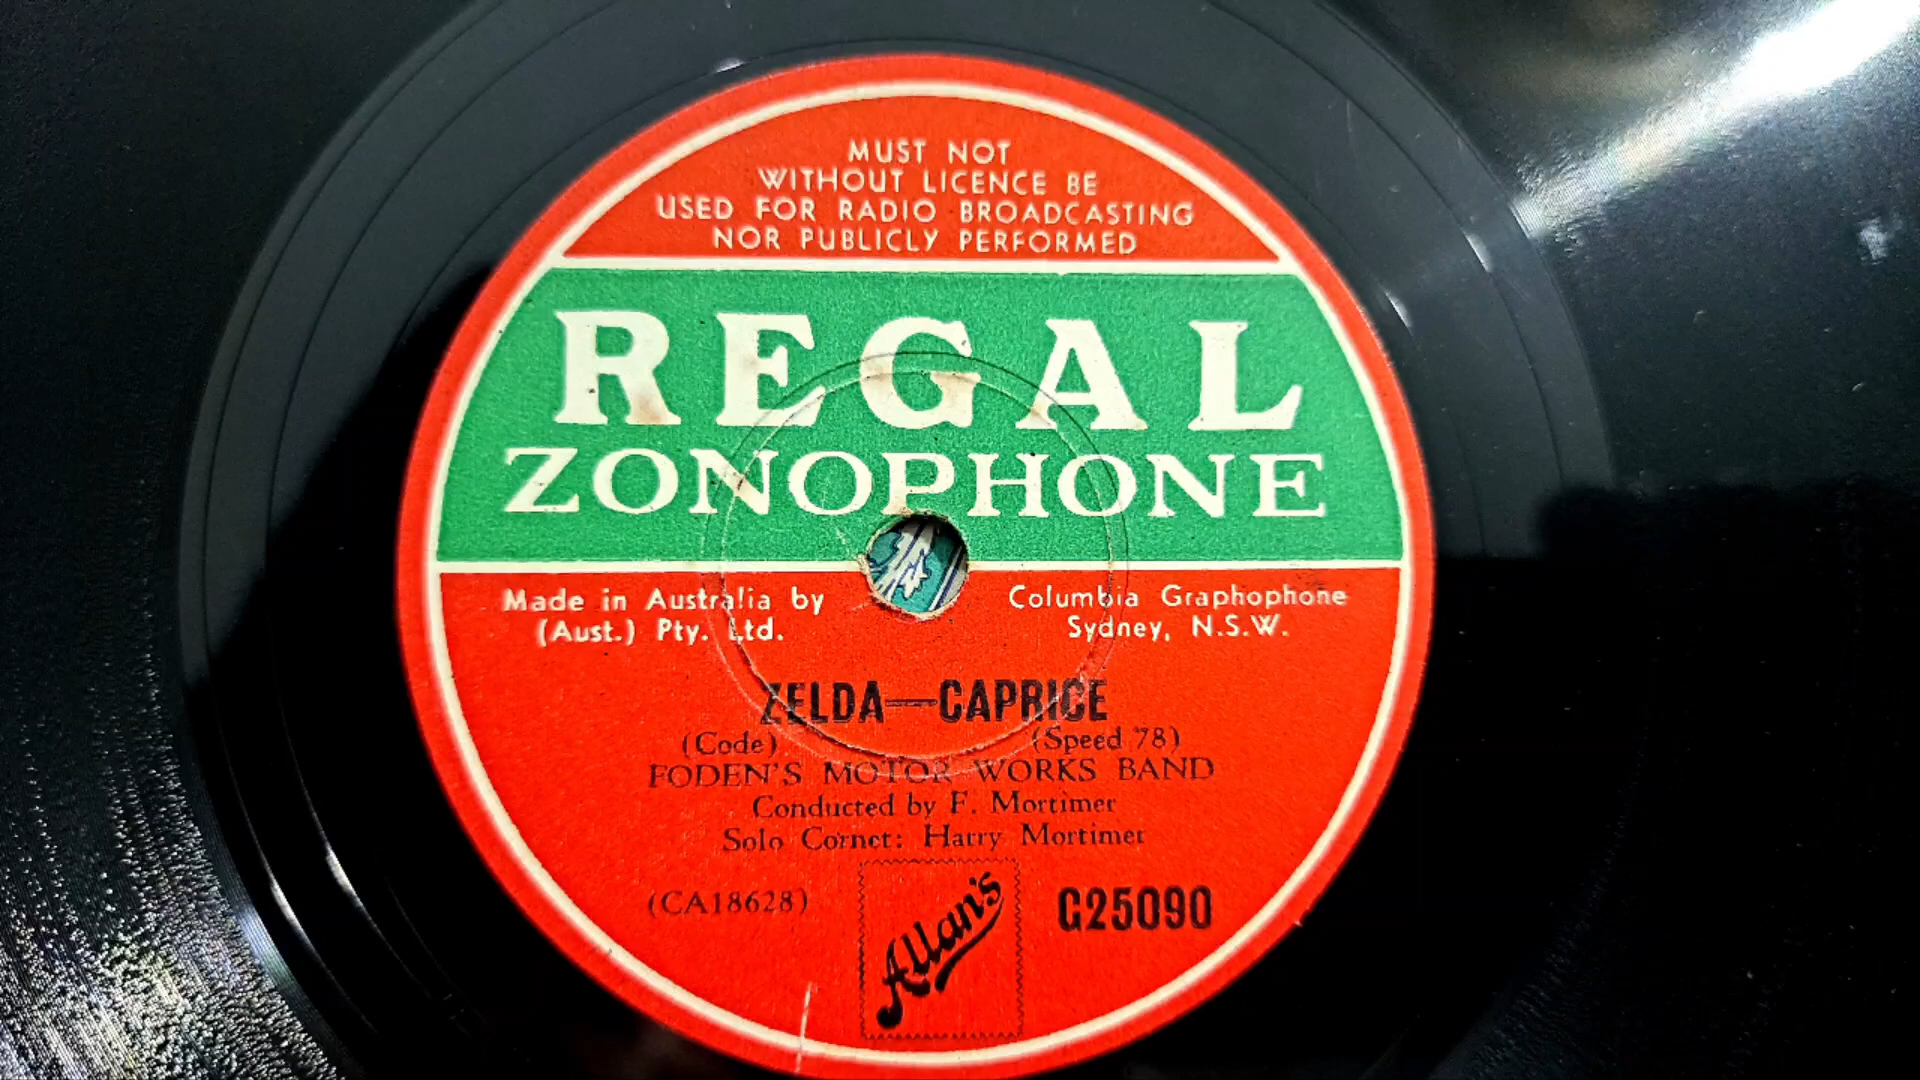 MUST NOT
WITHOUT LICENCE BE
USED FOR RADIO BROADCASTING
NOR PUBLICLY PERFORMED
REGAL
ZONOPHONE
Made in Australia by Columbia Graphophone
(Aust.) Pty. Ltd. Sydney, N.S.W.
ZELDA—CAPRICE
(Code) (Speed 78)
FODEN'S MOTOR WORKS BAND
Conducted by F. Mortimer
Solo Cornet: Harry Mortimer
(CA18628) G25090
Allan's